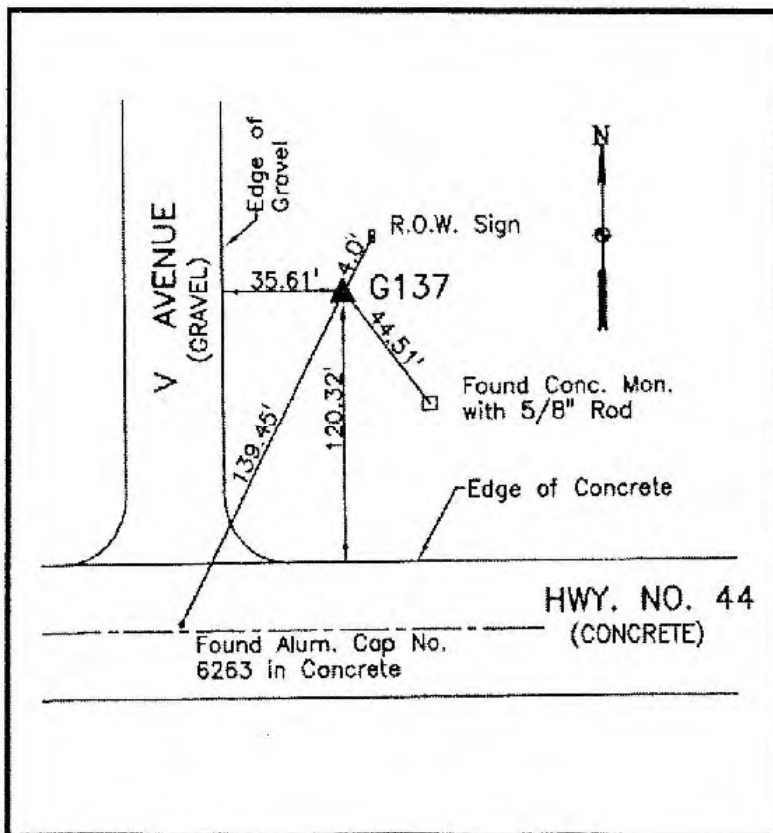 N
Edge of
Gravel
R.O.W. Sign
V AVENUE
(GRAVEL)
4.0'
35.61'
G137
44.51'
Found Conc. Mon.
with 5/8" Rod
120.32'
139.45'
Edge of Concrete
HWY. NO. 44
(CONCRETE)
Found Alum. Cap No.
6263 in Concrete